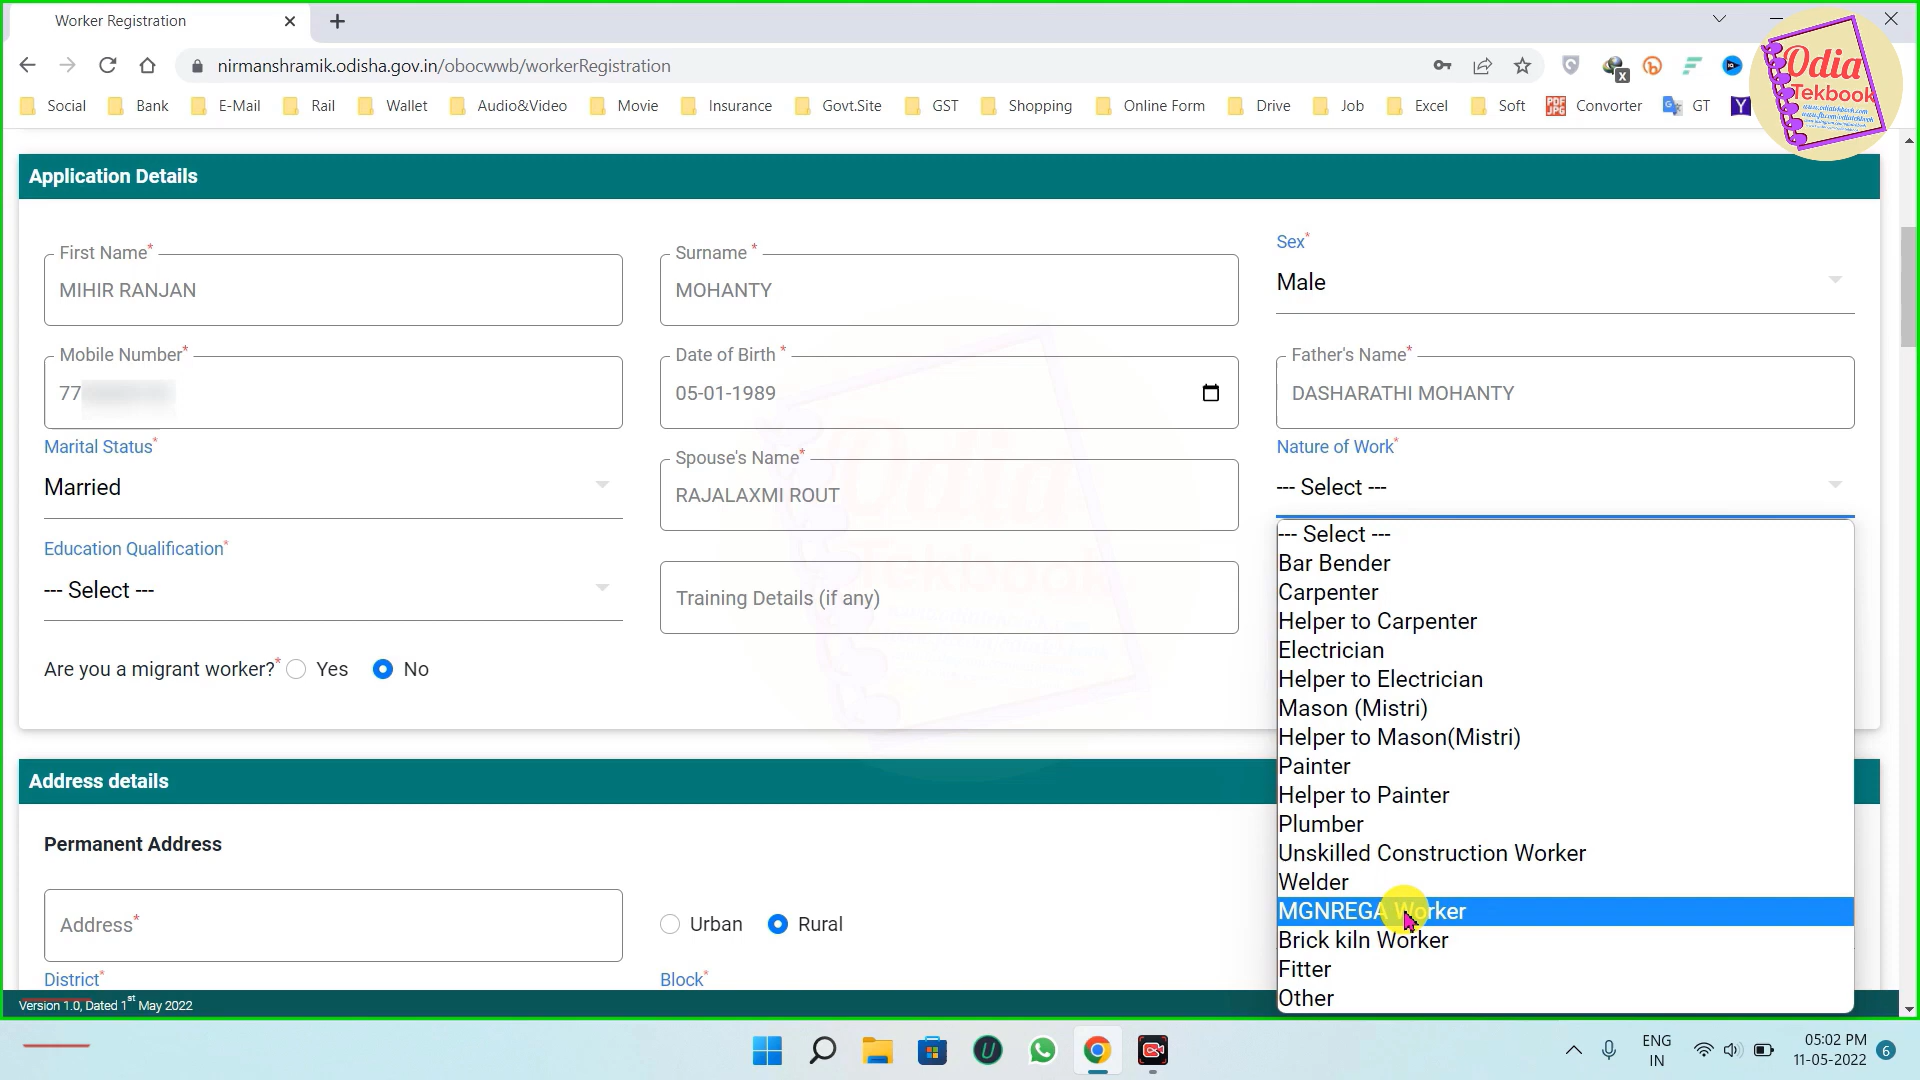 Worker Registration
nirmanshramik.odisha.gov.in/obocwwb/workerRegistration
Social Bank E-Mail Rail Wallet Audio&Video Movie Insurance Govt.Site GST Shopping Online Form Drive Job Excel Soft Convorter GT
Odia
Tekbook
Application Details
First Name*
MIHIR RANJAN
Surname *
MOHANTY
Sex*
Male
Mobile Number*
77
Date of Birth *
05-01-1989
Father's Name*
DASHARATHI MOHANTY
Marital Status*
Married
Spouse's Name*
RAJALAXMI ROUT
Nature of Work*
--- Select ---
Education Qualification*
--- Select ---
Training Details (if any)
--- Select ---
Bar Bender
Carpenter
Helper to Carpenter
Electrician
Helper to Electrician
Mason (Mistri)
Helper to Mason(Mistri)
Painter
Helper to Painter
Plumber
Unskilled Construction Worker
Welder
MGNREGA Worker
Brick kiln Worker
Fitter
Other
Are you a migrant worker?* Yes No
Address details
Permanent Address
Address*
Urban Rural
District*
Block*
Version 1.0, Dated 1st May 2022
ENG
IN
05:02 PM
11-05-2022
6